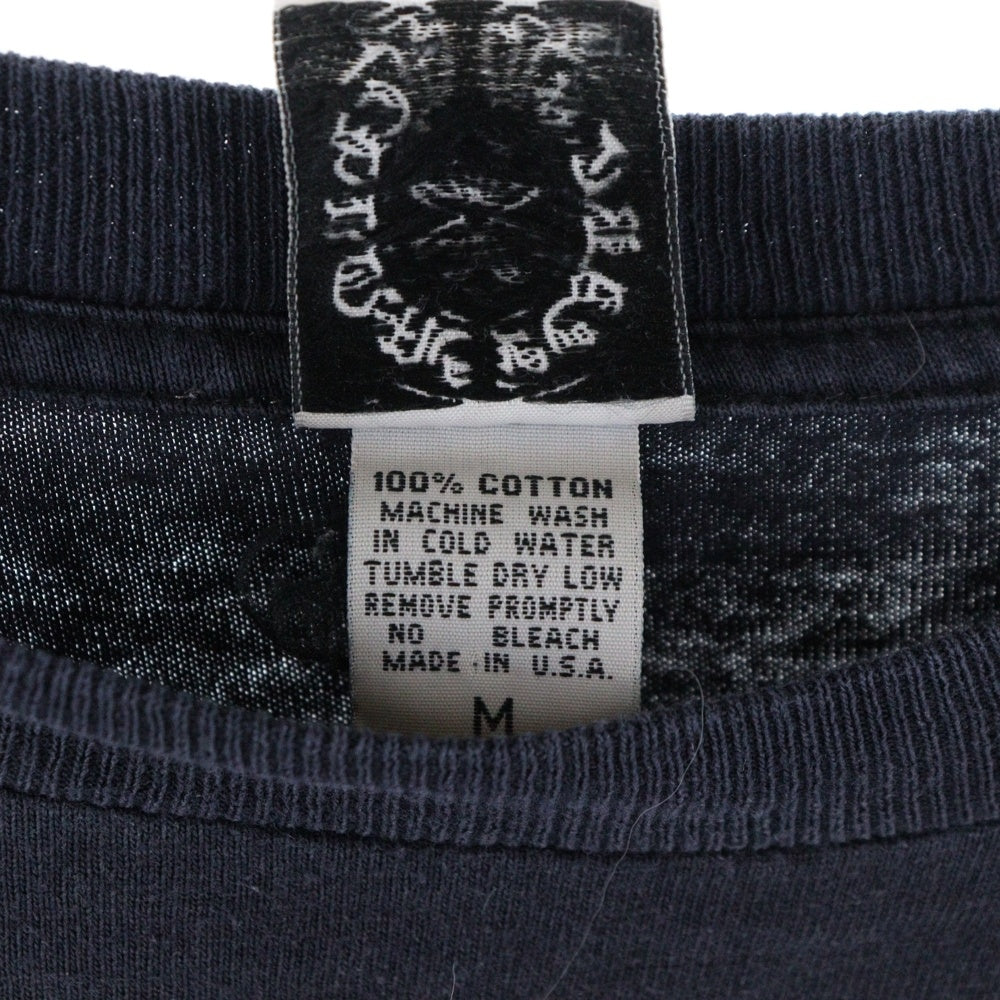 100% COTTON
MACHINE WASH
IN COLD WATER
TUMBLE DRY LOW
REMOVE PROMPTLY
NO BLEACH
MADE IN U.S.A.
M